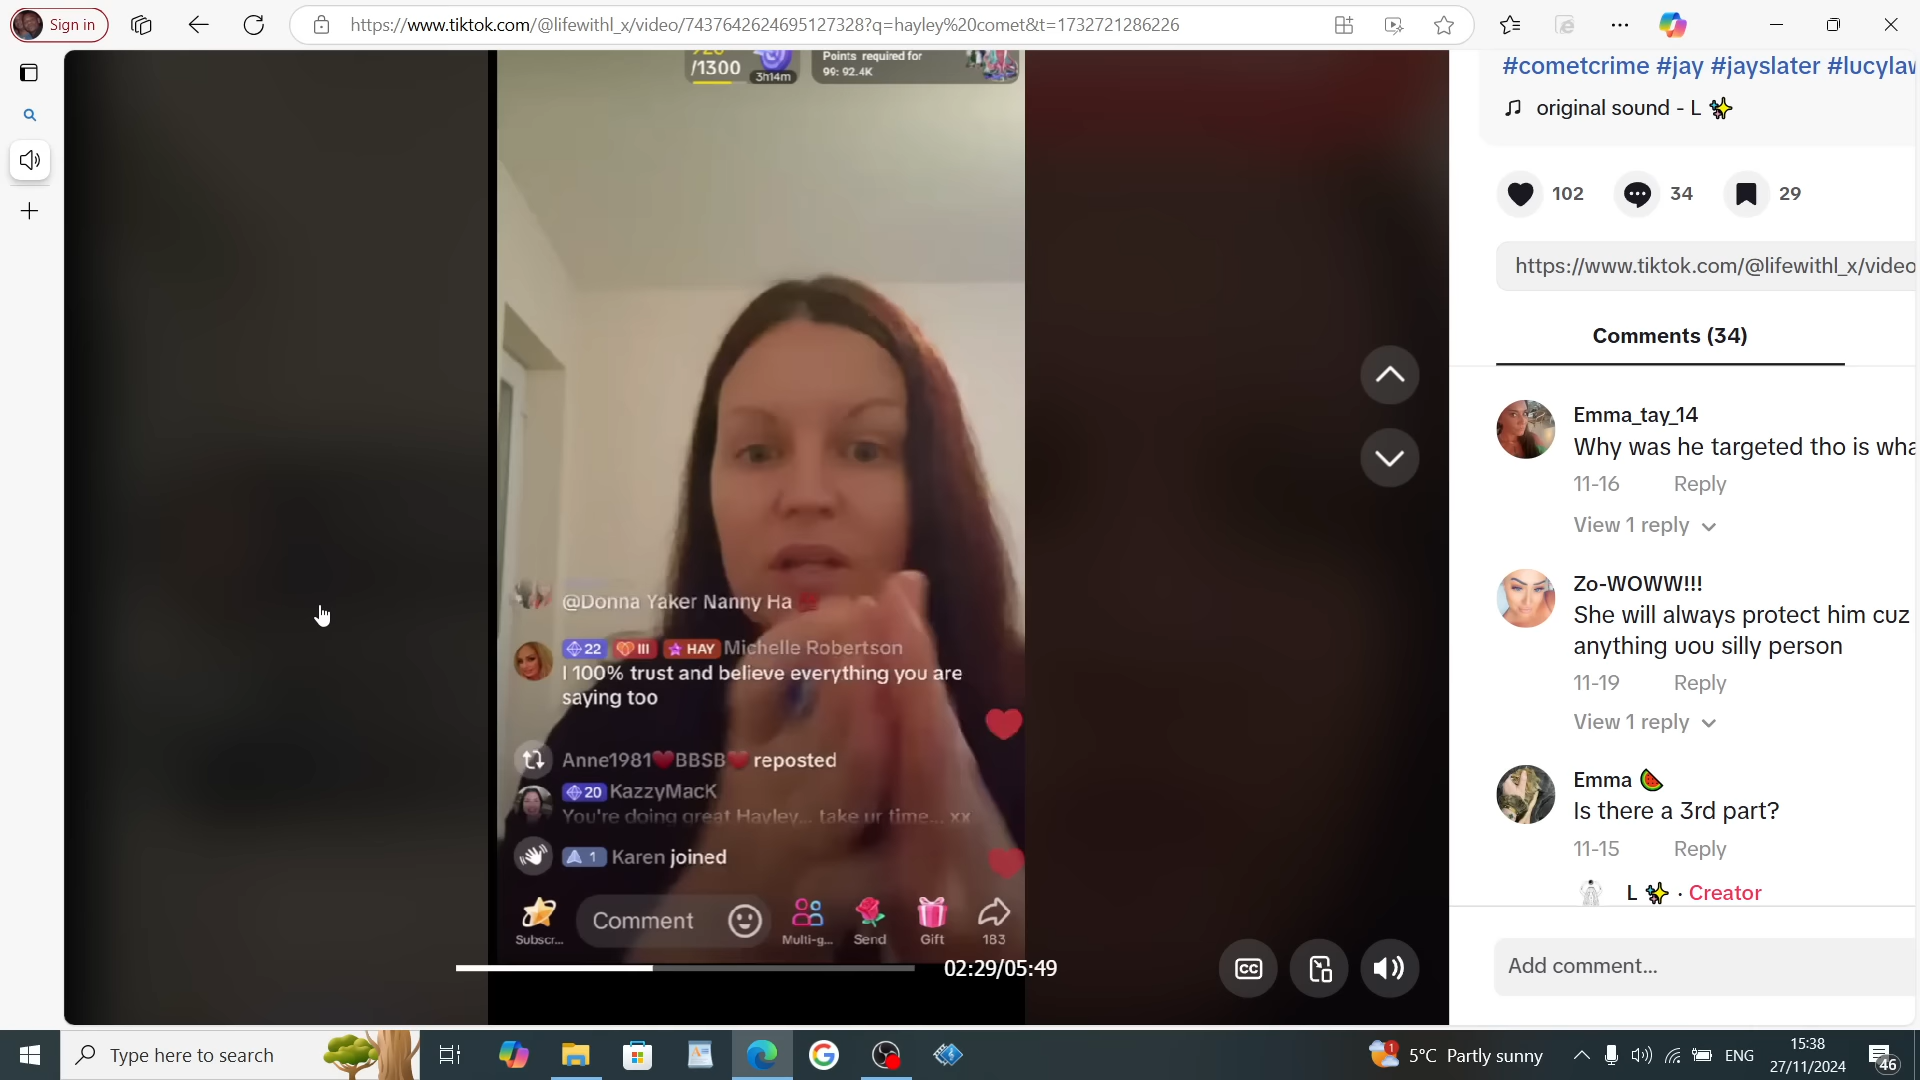 Sign in
https://www.tiktok.com/@lifewithl_x/video/7437642624695127328?q=hayley%20comet&t=1732721286226
/1300
3h14m
Points required for
99: 92.4K
@Donna Yaker Nanny Ha
22 III HAY Michelle Robertson
I 100% trust and believe everything you are
saying too
Anne1981❤️BBSB❤️ reposted
20 KazzyMacK
You're doing great Hayley... take ur time... xx
1 Karen joined
Subscr...
Comment
Multi-g...
Send
Gift
183
02:29/05:49
CC
#cometcrime #jay #jayslater #lucylaw
original sound - L ✨
102
34
29
https://www.tiktok.com/@lifewithl_x/video
Comments (34)
Emma_tay_14
Why was he targeted tho is wha
11-16 Reply
View 1 reply
Zo-WOWW!!!
She will always protect him cuz
anything uou silly person
11-19 Reply
View 1 reply
Emma 🍉
Is there a 3rd part?
11-15 Reply
L ✨ · Creator
Add comment...
Type here to search
1
5°C Partly sunny
ENG
15:38
27/11/2024
46